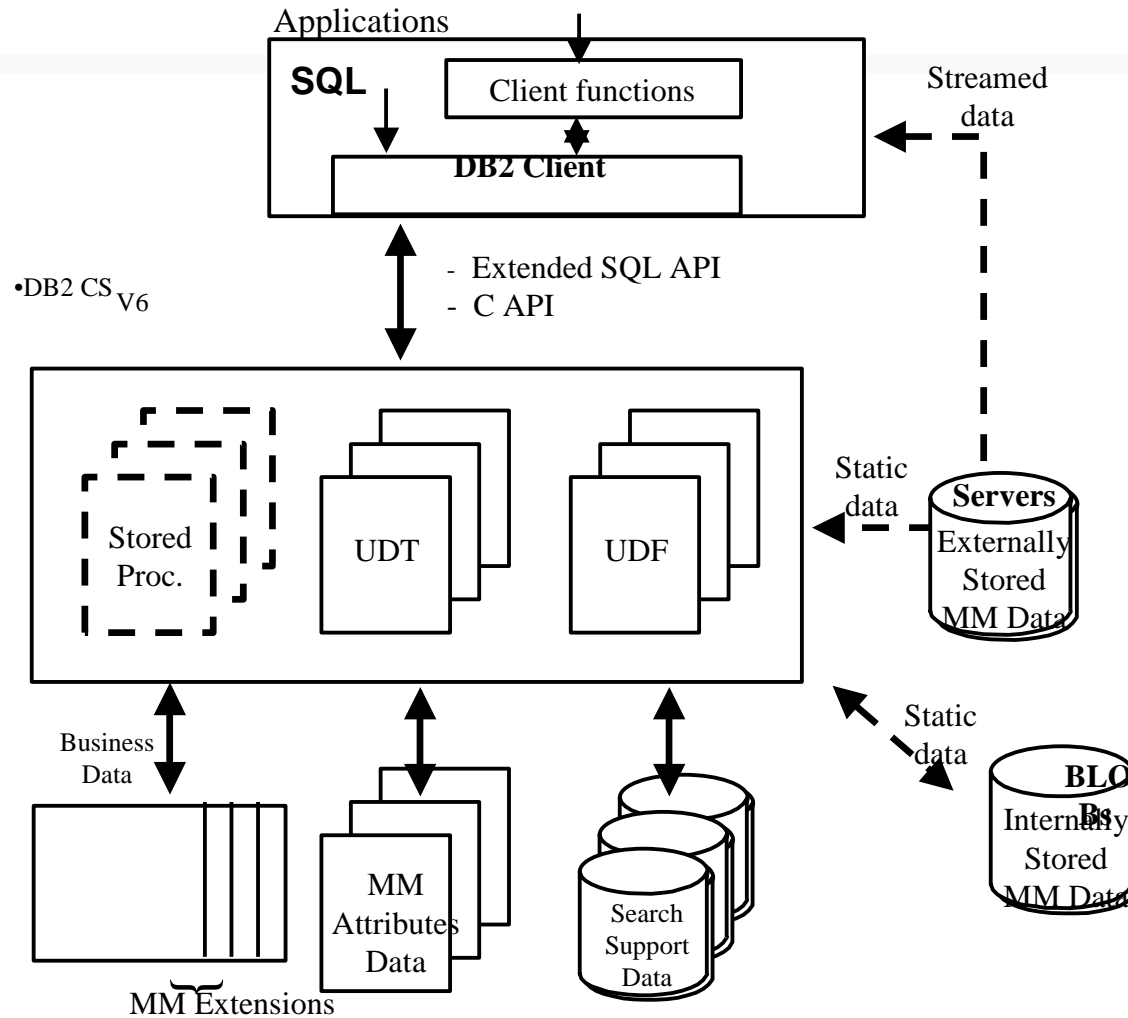 Applications
SQL
Client functions
DB2 Client
Streamed
data
- Extended SQL API
- C API
•DB2 CS V6
Stored
Proc.
UDT
UDF
Static
data
Servers
Externally
Stored
MM Data
Business
Data
Static
data
BLO
Bs
Internally
Stored
MM Data
MM
Attributes
Data
Search
Support
Data
MM Extensions